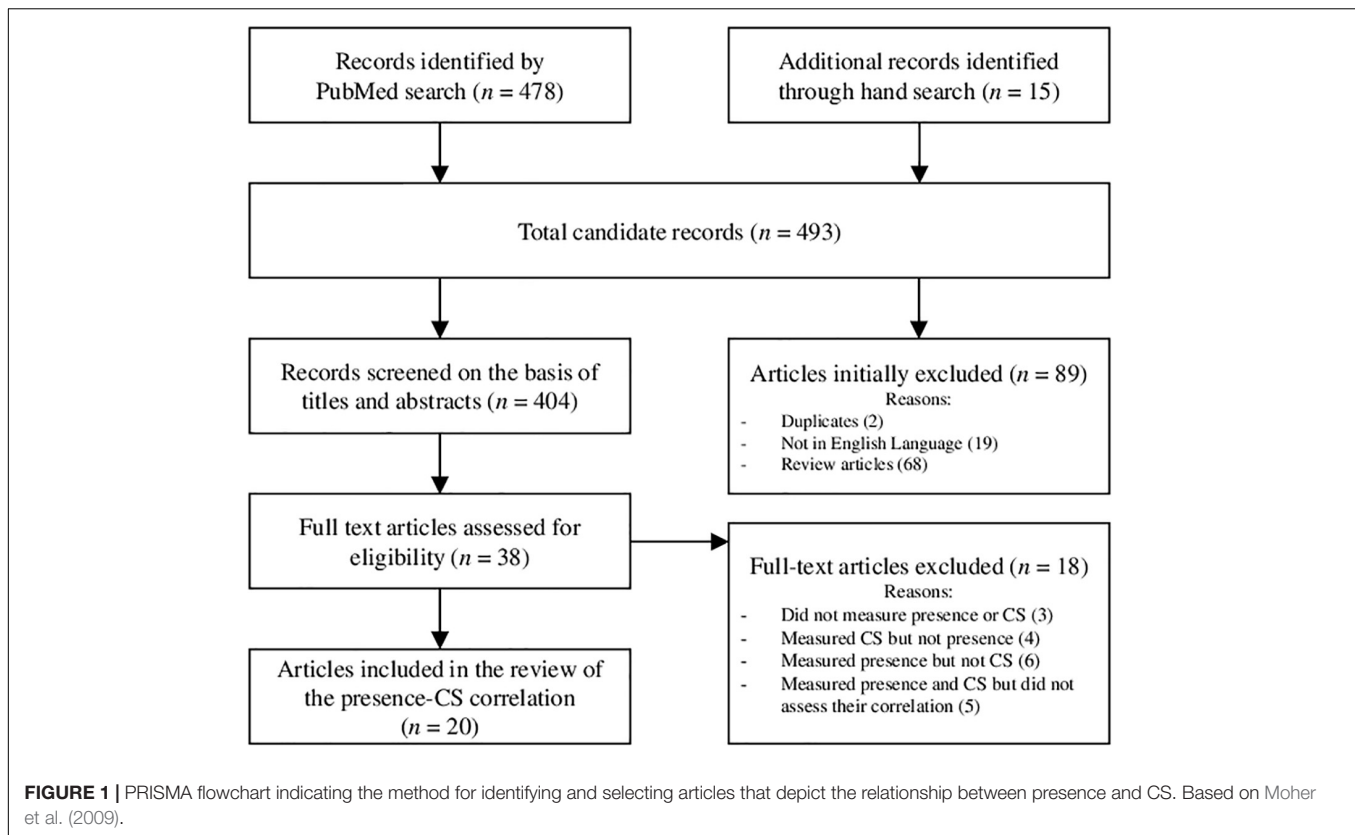 Records identified by
PubMed search (n = 478)
Additional records identified
through hand search (n = 15)
Total candidate records (n = 493)
Records screened on the basis of
titles and abstracts (n = 404)
Articles initially excluded (n = 89)
Reasons:
- Duplicates (2)
- Not in English Language (19)
- Review articles (68)
Full text articles assessed for
eligibility (n = 38)
Full-text articles excluded (n = 18)
Reasons:
- Did not measure presence or CS (3)
- Measured CS but not presence (4)
- Measured presence but not CS (6)
- Measured presence and CS but did not
assess their correlation (5)
Articles included in the review of
the presence-CS correlation
(n = 20)
FIGURE 1 | PRISMA flowchart indicating the method for identifying and selecting articles that depict the relationship between presence and CS. Based on Moher
et al. (2009).